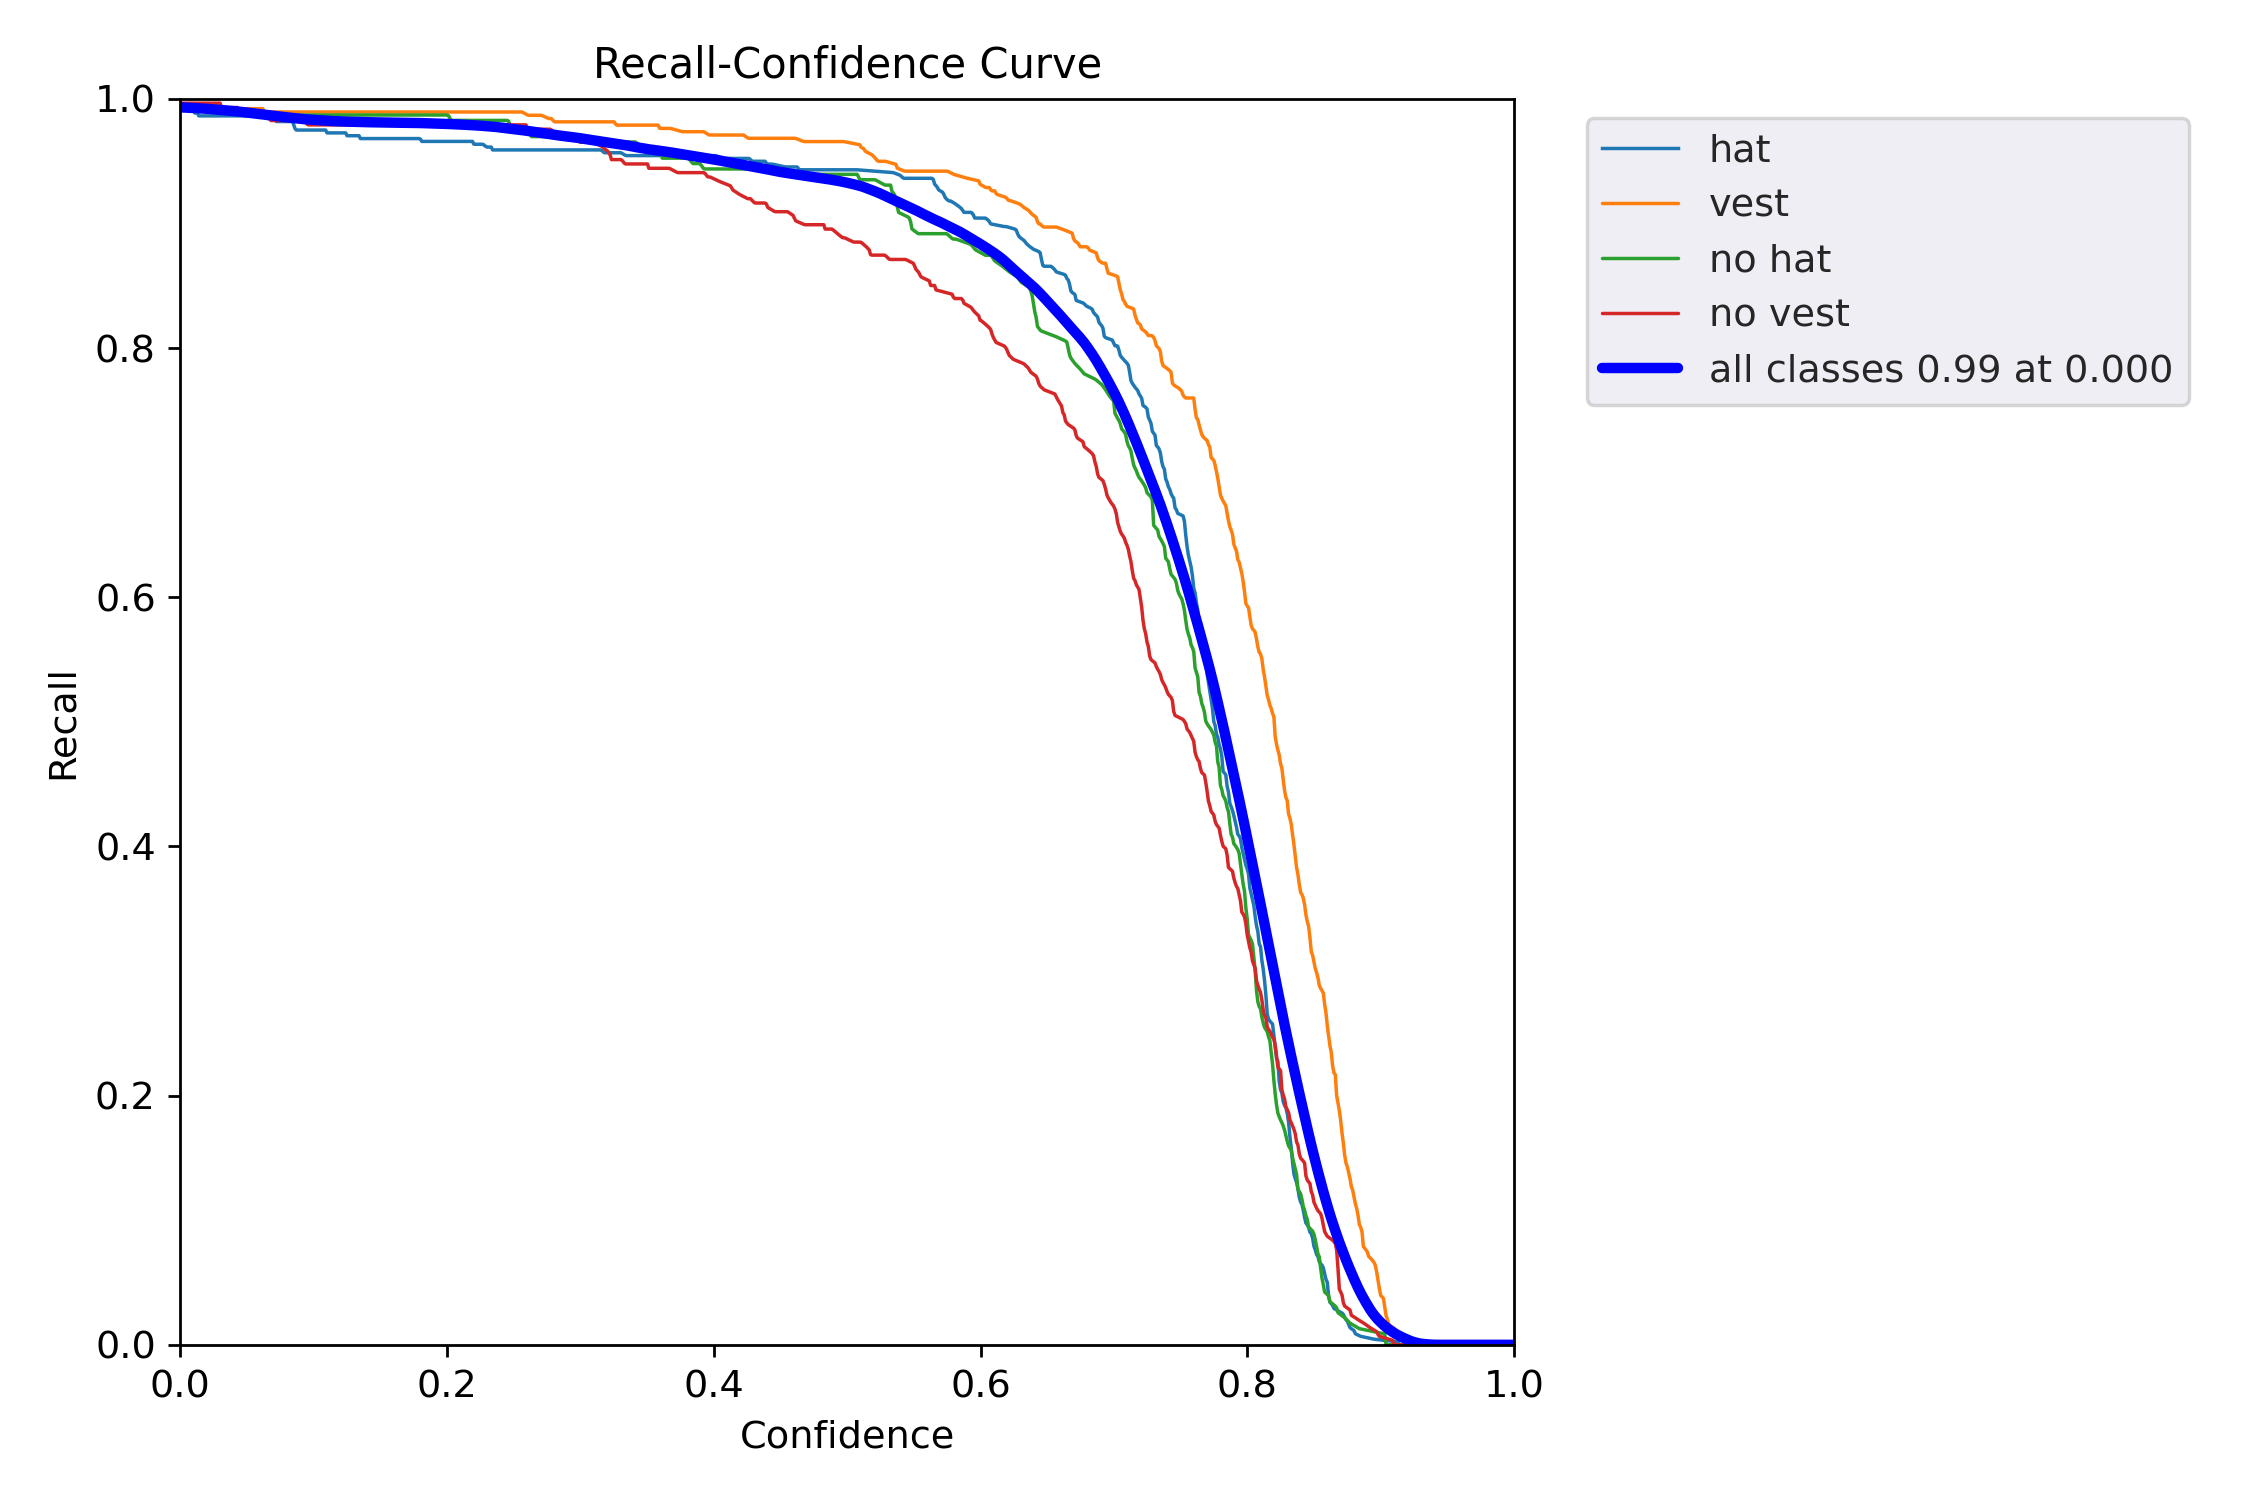 Recall-Confidence Curve
1.0
0.8
0.6
0.4
0.2
0.0
Recall
0.0 0.2 0.4 0.6 0.8 1.0
Confidence
hat
vest
no hat
no vest
all classes 0.99 at 0.000